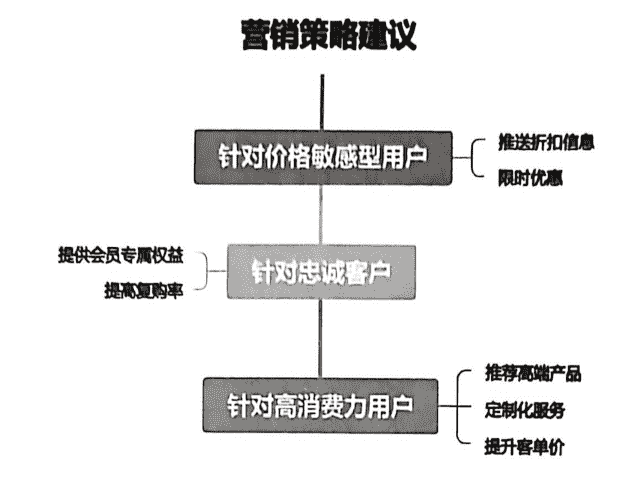 营销策略建议
针对价格敏感型用户
推送折扣信息
限时优惠
针对忠诚客户
提供会员专属权益
提高复购率
针对高消费力用户
推荐高端产品
定制化服务
提升客单价